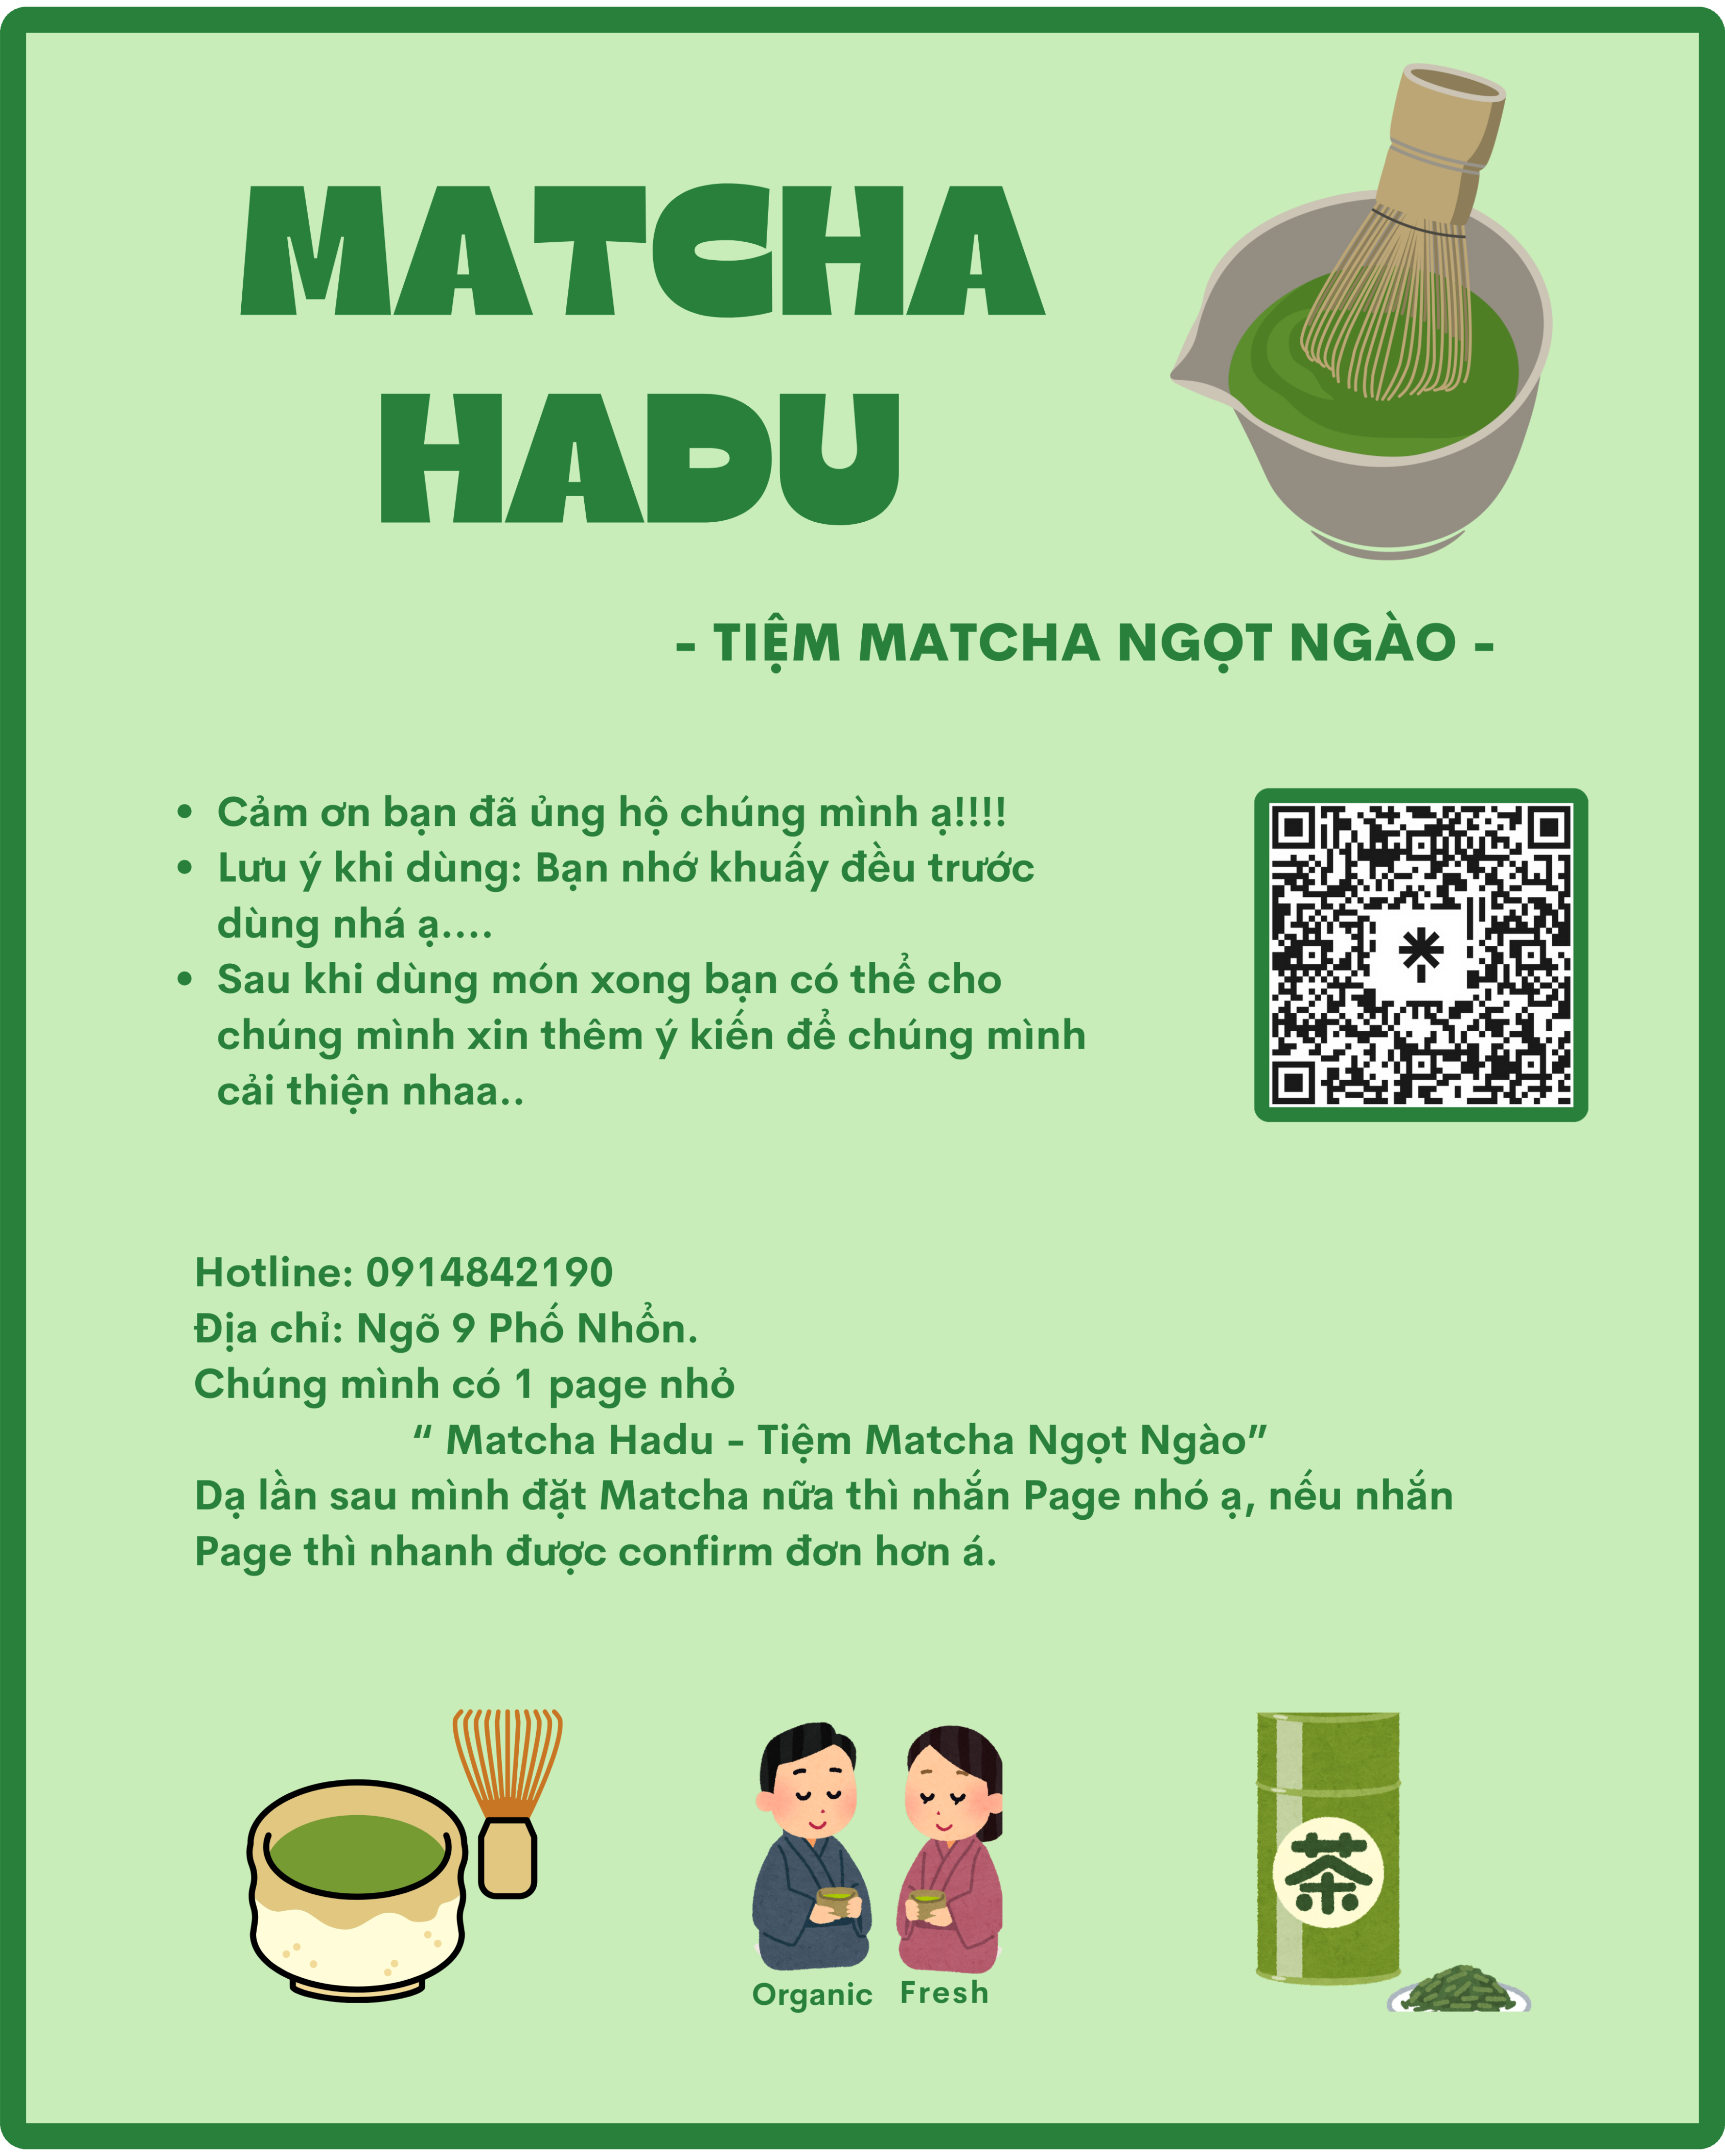 MATCHA
HADU
- TIỆM MATCHA NGỌT NGÀO -
• Cảm ơn bạn đã ủng hộ chúng mình ạ!!!!
• Lưu ý khi dùng: Bạn nhớ khuấy đều trước
dùng nhá ạ....
• Sau khi dùng món xong bạn có thể cho
chúng mình xin thêm ý kiến để chúng mình
cải thiện nhaa..
Hotline: 0914842190
Địa chỉ: Ngõ 9 Phố Nhổn.
Chúng mình có 1 page nhỏ
“ Matcha Hadu - Tiệm Matcha Ngọt Ngào”
Dạ lần sau mình đặt Matcha nữa thì nhắn Page nhó ạ, nếu nhắn
Page thì nhanh được confirm đơn hơn á.
茶
Organic Fresh